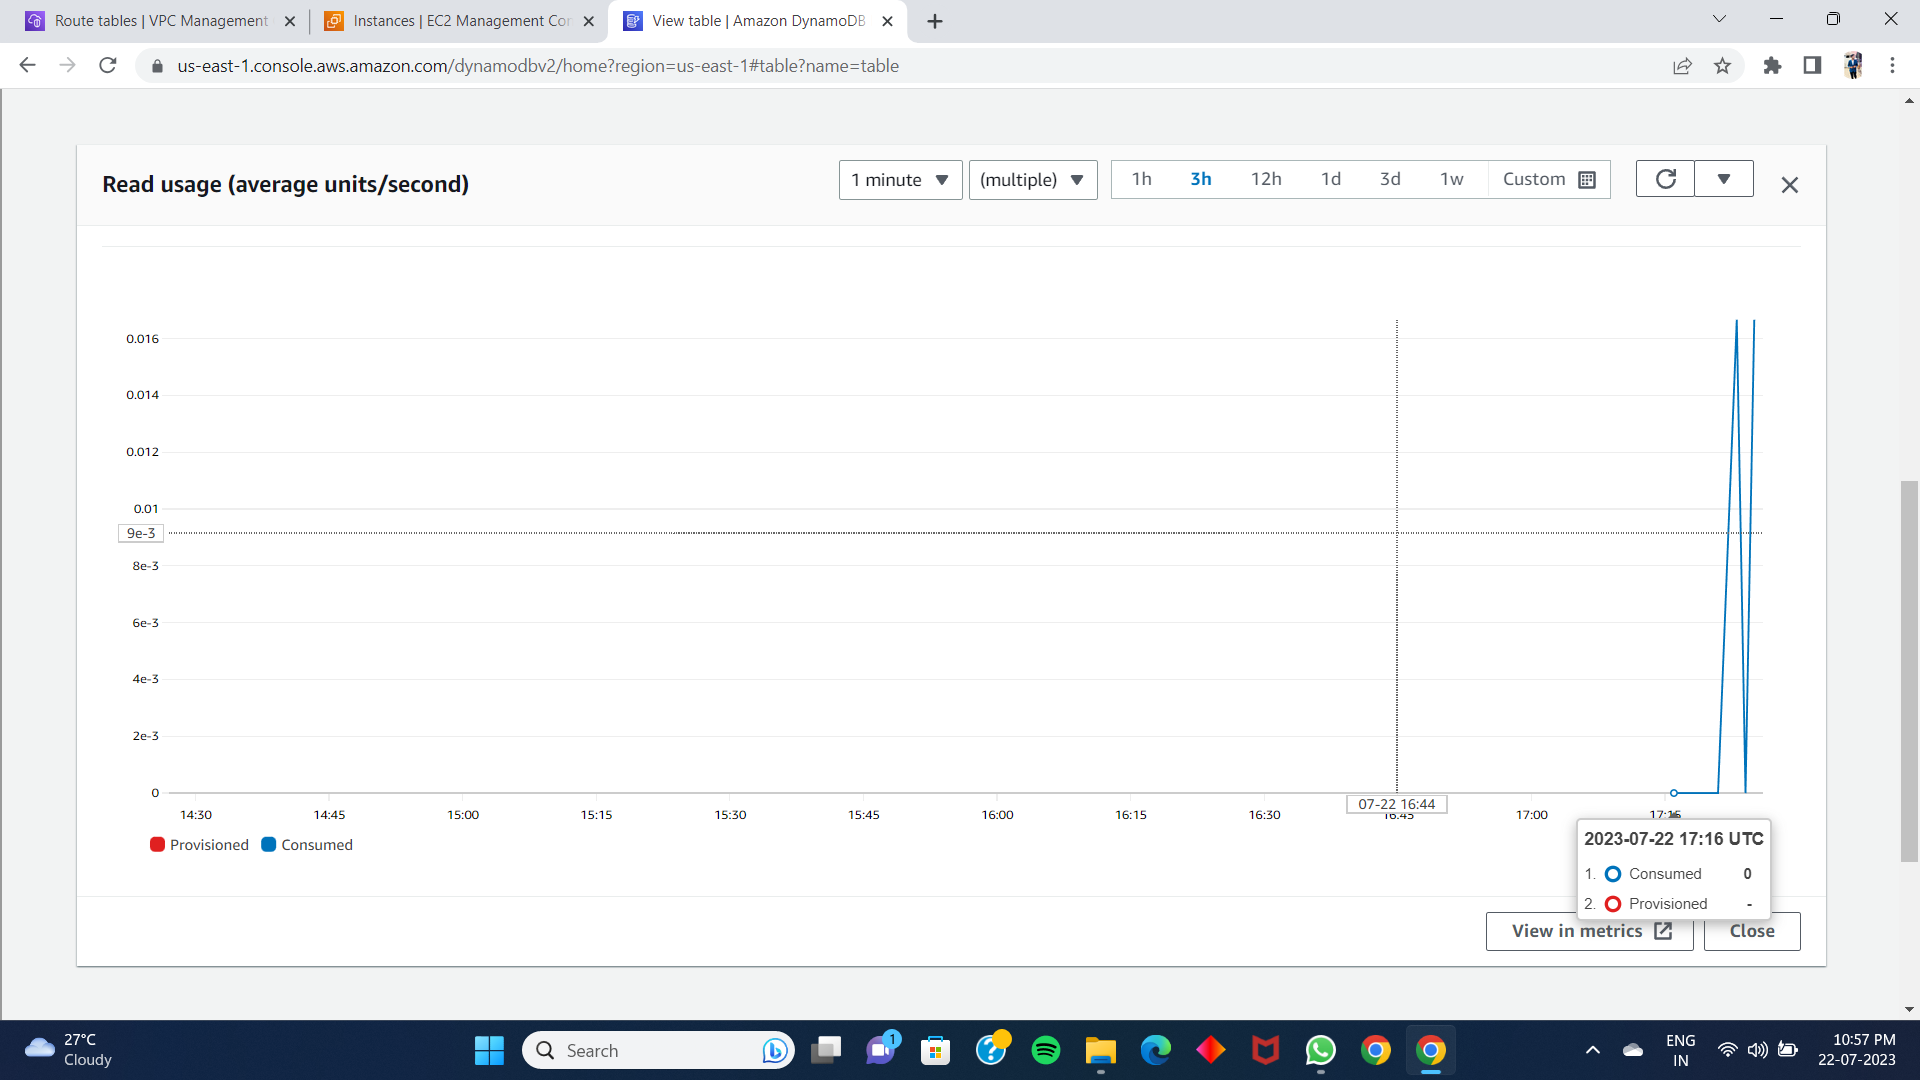 Route tables | VPC Management
Instances | EC2 Management Con
View table | Amazon DynamoDB
us-east-1.console.aws.amazon.com/dynamodbv2/home?region=us-east-1#table?name=table
Read usage (average units/second)
1 minute
(multiple)
1h 3h 12h 1d 3d 1w Custom
0.016
0.014
0.012
0.01
9e-3
8e-3
6e-3
4e-3
2e-3
0
14:30 14:45 15:00 15:15 15:30 15:45 16:00 16:15 16:30 16:45 17:00 17:15
07-22 16:44
Provisioned Consumed
2023-07-22 17:16 UTC
1. Consumed 0
2. Provisioned -
View in metrics
Close
27°C
Cloudy
Search
1
ENG
IN
10:57 PM
22-07-2023